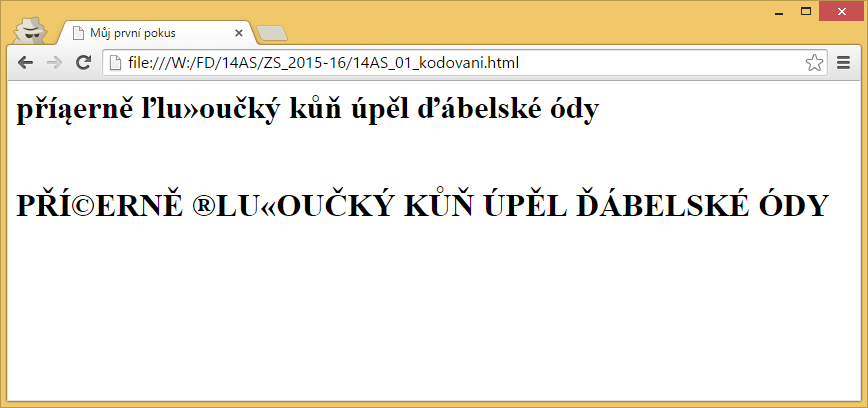 Můj první pokus
file:///W:/FD/14AS/ZS_2015-16/14AS_01_kodovani.html
příąerně ľlu»oučký kůň úpěl ďábelské ódy
PŘÍ©ERNĚ ®LU«OUČKÝ KŮŇ ÚPĚL ĎÁBELSKÉ ÓDY